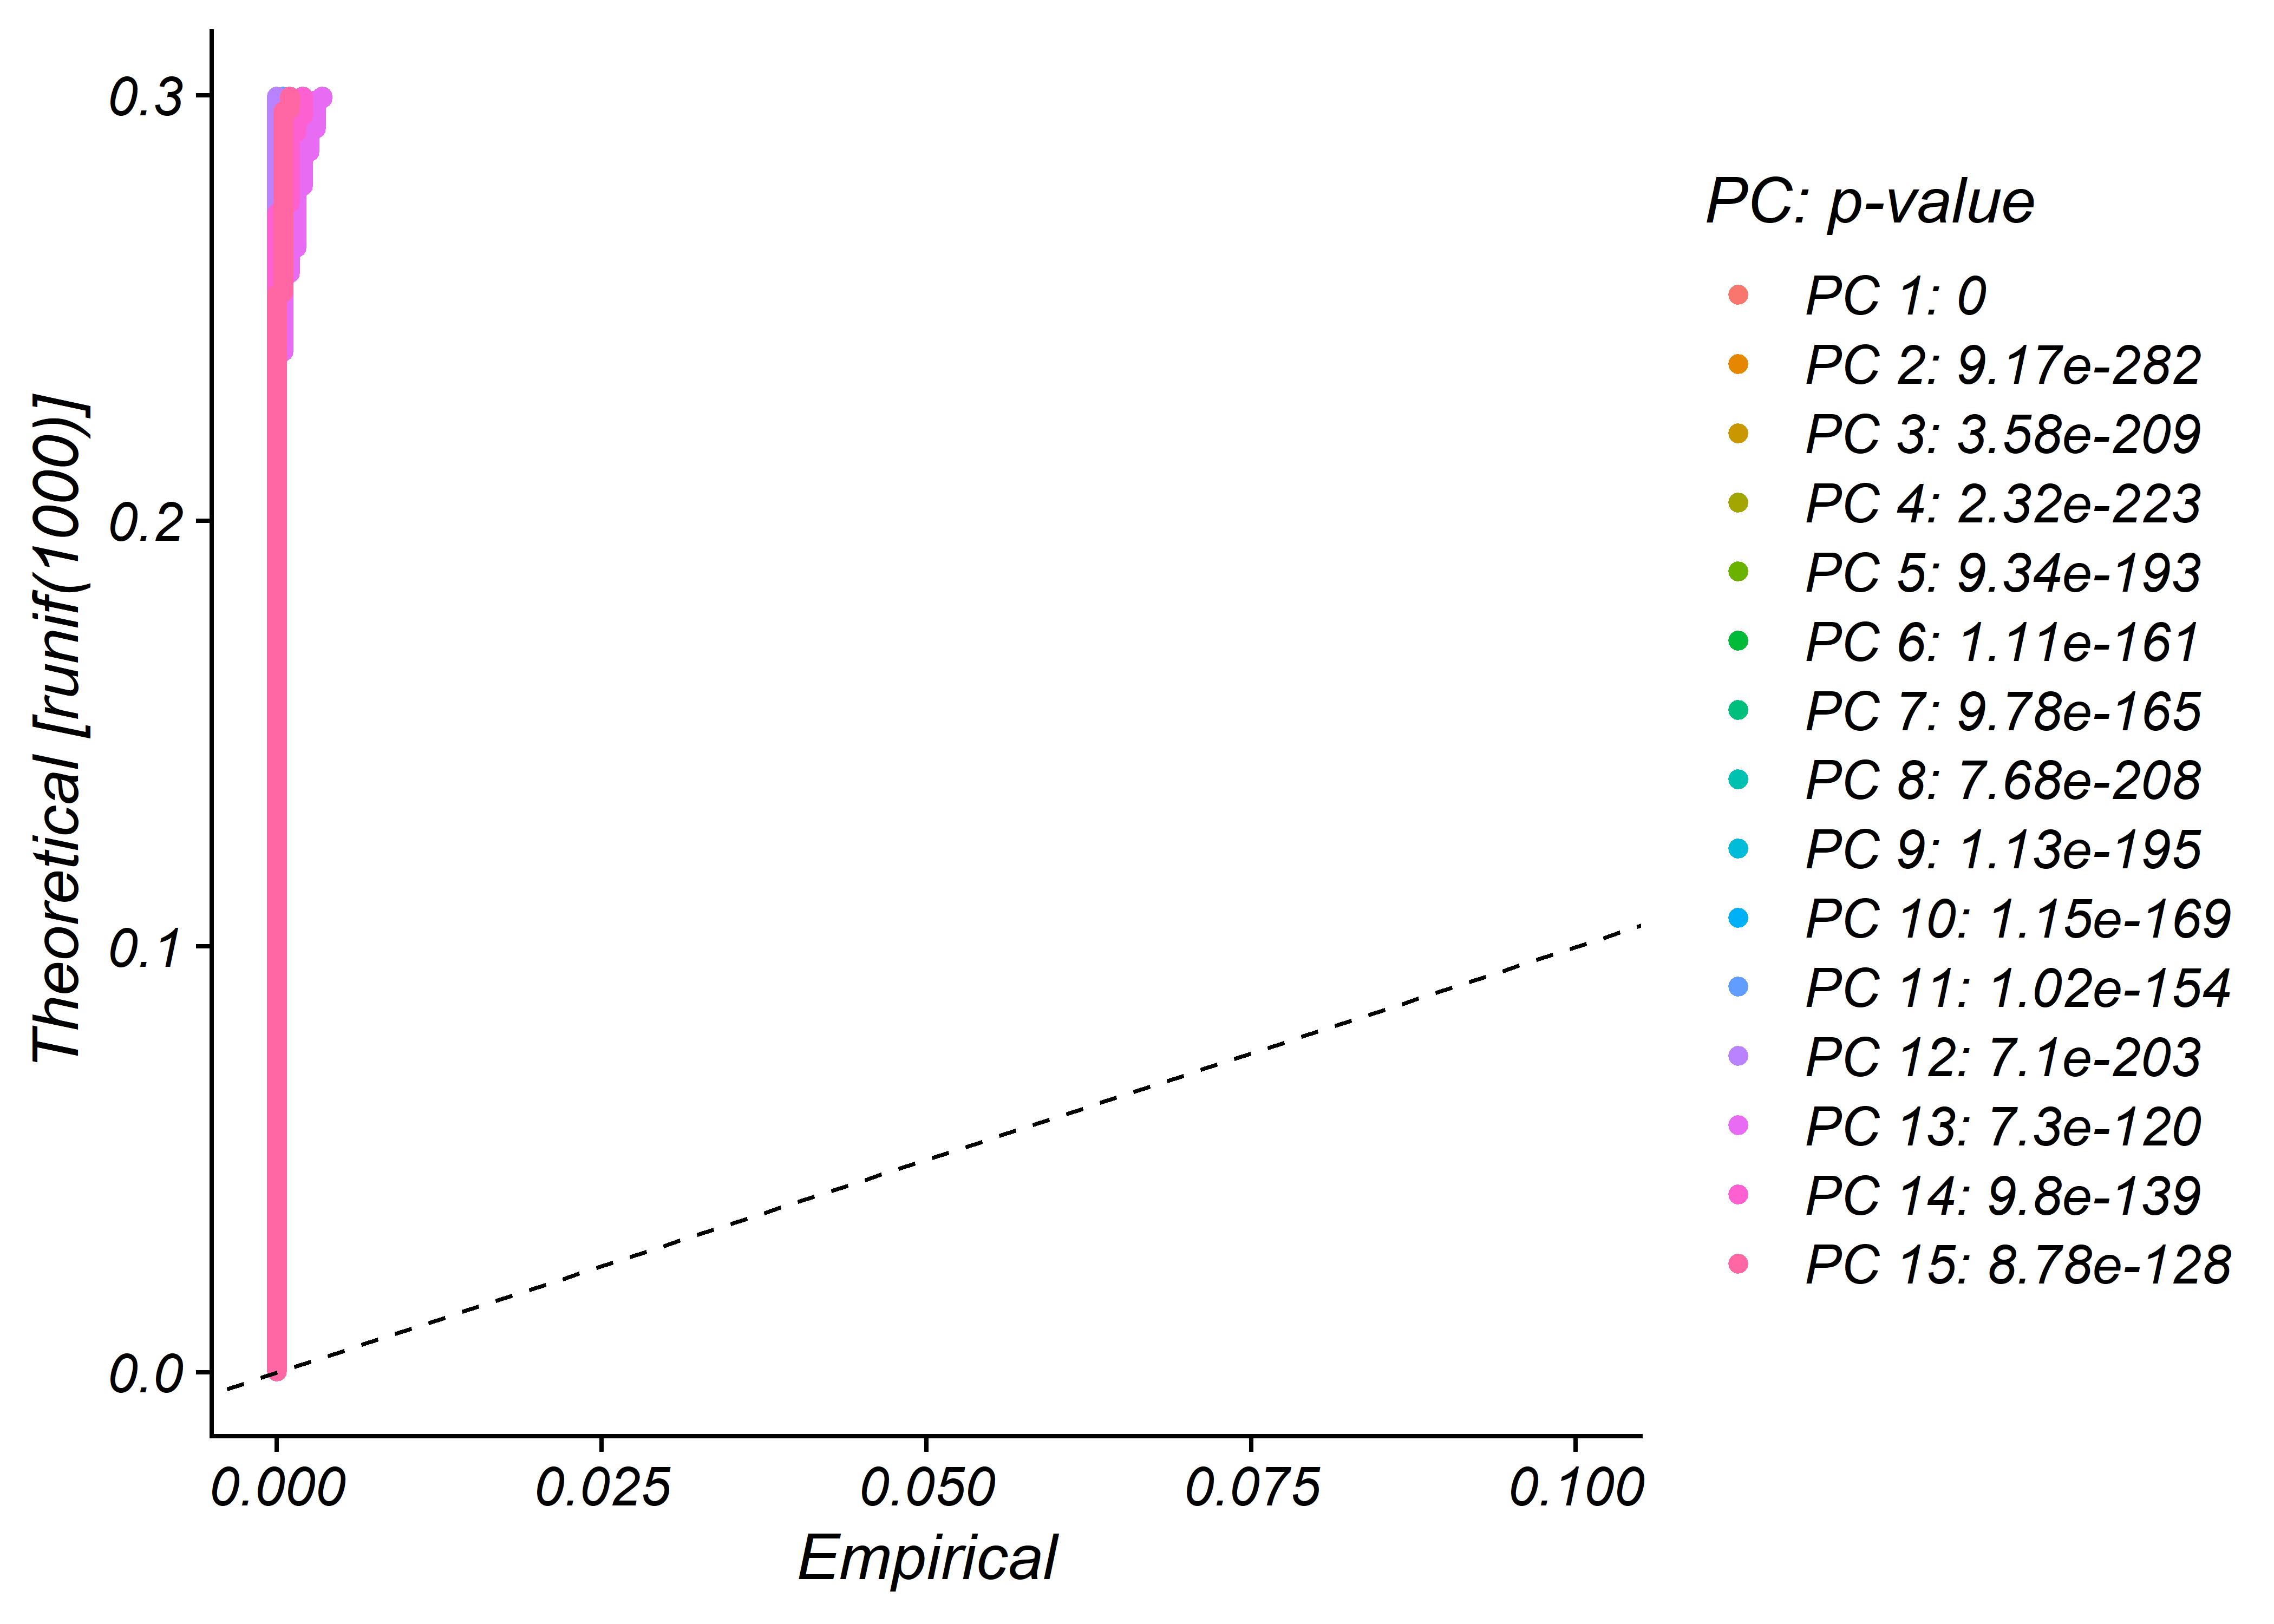 Theoretical [runif(1000)]
0.3
0.2
0.1
0.0
0.000 0.025 0.050 0.075 0.100
Empirical
PC: p-value
PC 1: 0
PC 2: 9.17e-282
PC 3: 3.58e-209
PC 4: 2.32e-223
PC 5: 9.34e-193
PC 6: 1.11e-161
PC 7: 9.78e-165
PC 8: 7.68e-208
PC 9: 1.13e-195
PC 10: 1.15e-169
PC 11: 1.02e-154
PC 12: 7.1e-203
PC 13: 7.3e-120
PC 14: 9.8e-139
PC 15: 8.78e-128